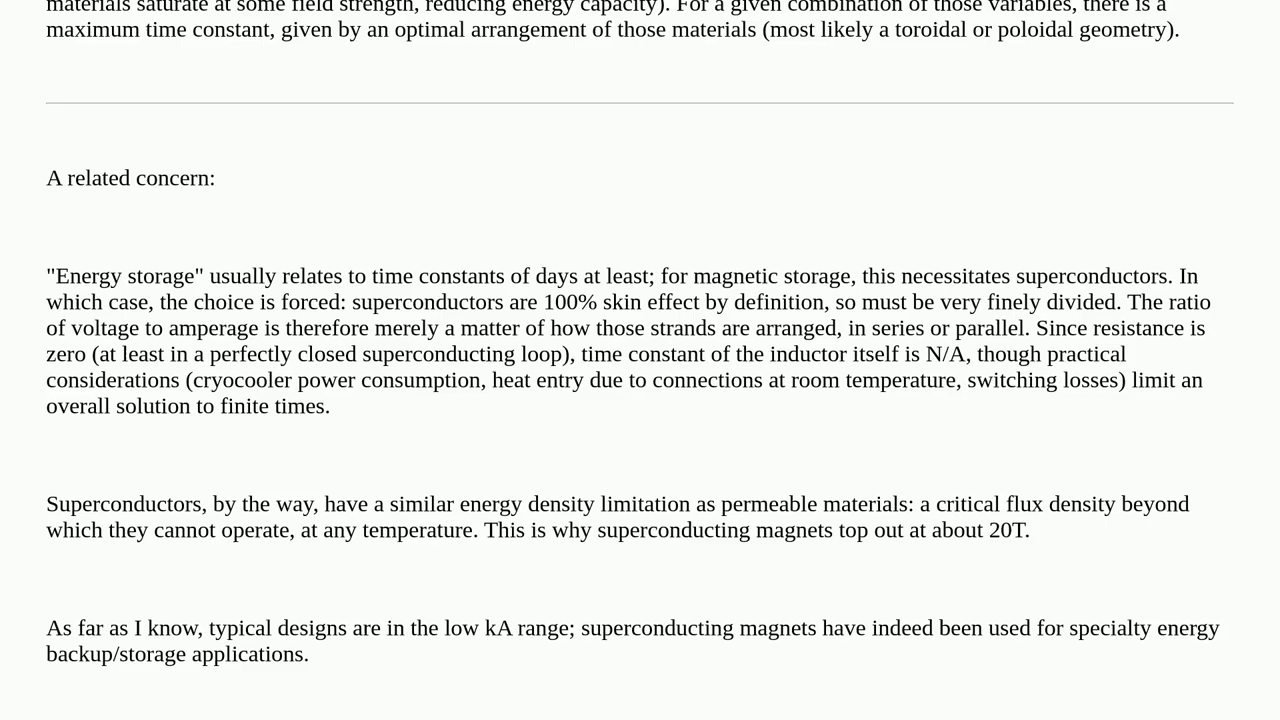 materials saturate at some field strength, reducing energy capacity). For a given combination of those variables, there is a
maximum time constant, given by an optimal arrangement of those materials (most likely a toroidal or poloidal geometry).
A related concern:
"Energy storage" usually relates to time constants of days at least; for magnetic storage, this necessitates superconductors. In
which case, the choice is forced: superconductors are 100% skin effect by definition, so must be very finely divided. The ratio
of voltage to amperage is therefore merely a matter of how those strands are arranged, in series or parallel. Since resistance is
zero (at least in a perfectly closed superconducting loop), time constant of the inductor itself is N/A, though practical
considerations (cryocooler power consumption, heat entry due to connections at room temperature, switching losses) limit an
overall solution to finite times.
Superconductors, by the way, have a similar energy density limitation as permeable materials: a critical flux density beyond
which they cannot operate, at any temperature. This is why superconducting magnets top out at about 20T.
As far as I know, typical designs are in the low kA range; superconducting magnets have indeed been used for specialty energy
backup/storage applications.